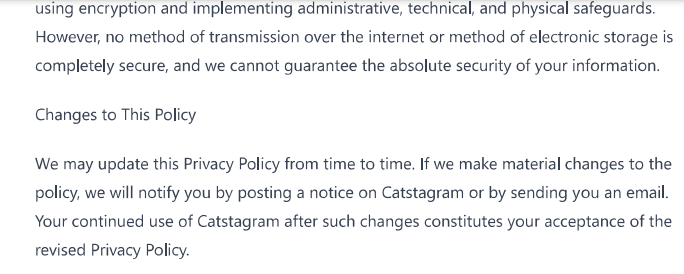 using encryption and implementing administrative, technical, and physical safeguards.
However, no method of transmission over the internet or method of electronic storage is
completely secure, and we cannot guarantee the absolute security of your information.
Changes to This Policy
We may update this Privacy Policy from time to time. If we make material changes to the
policy, we will notify you by posting a notice on Catstagram or by sending you an email.
Your continued use of Catstagram after such changes constitutes your acceptance of the
revised Privacy Policy.